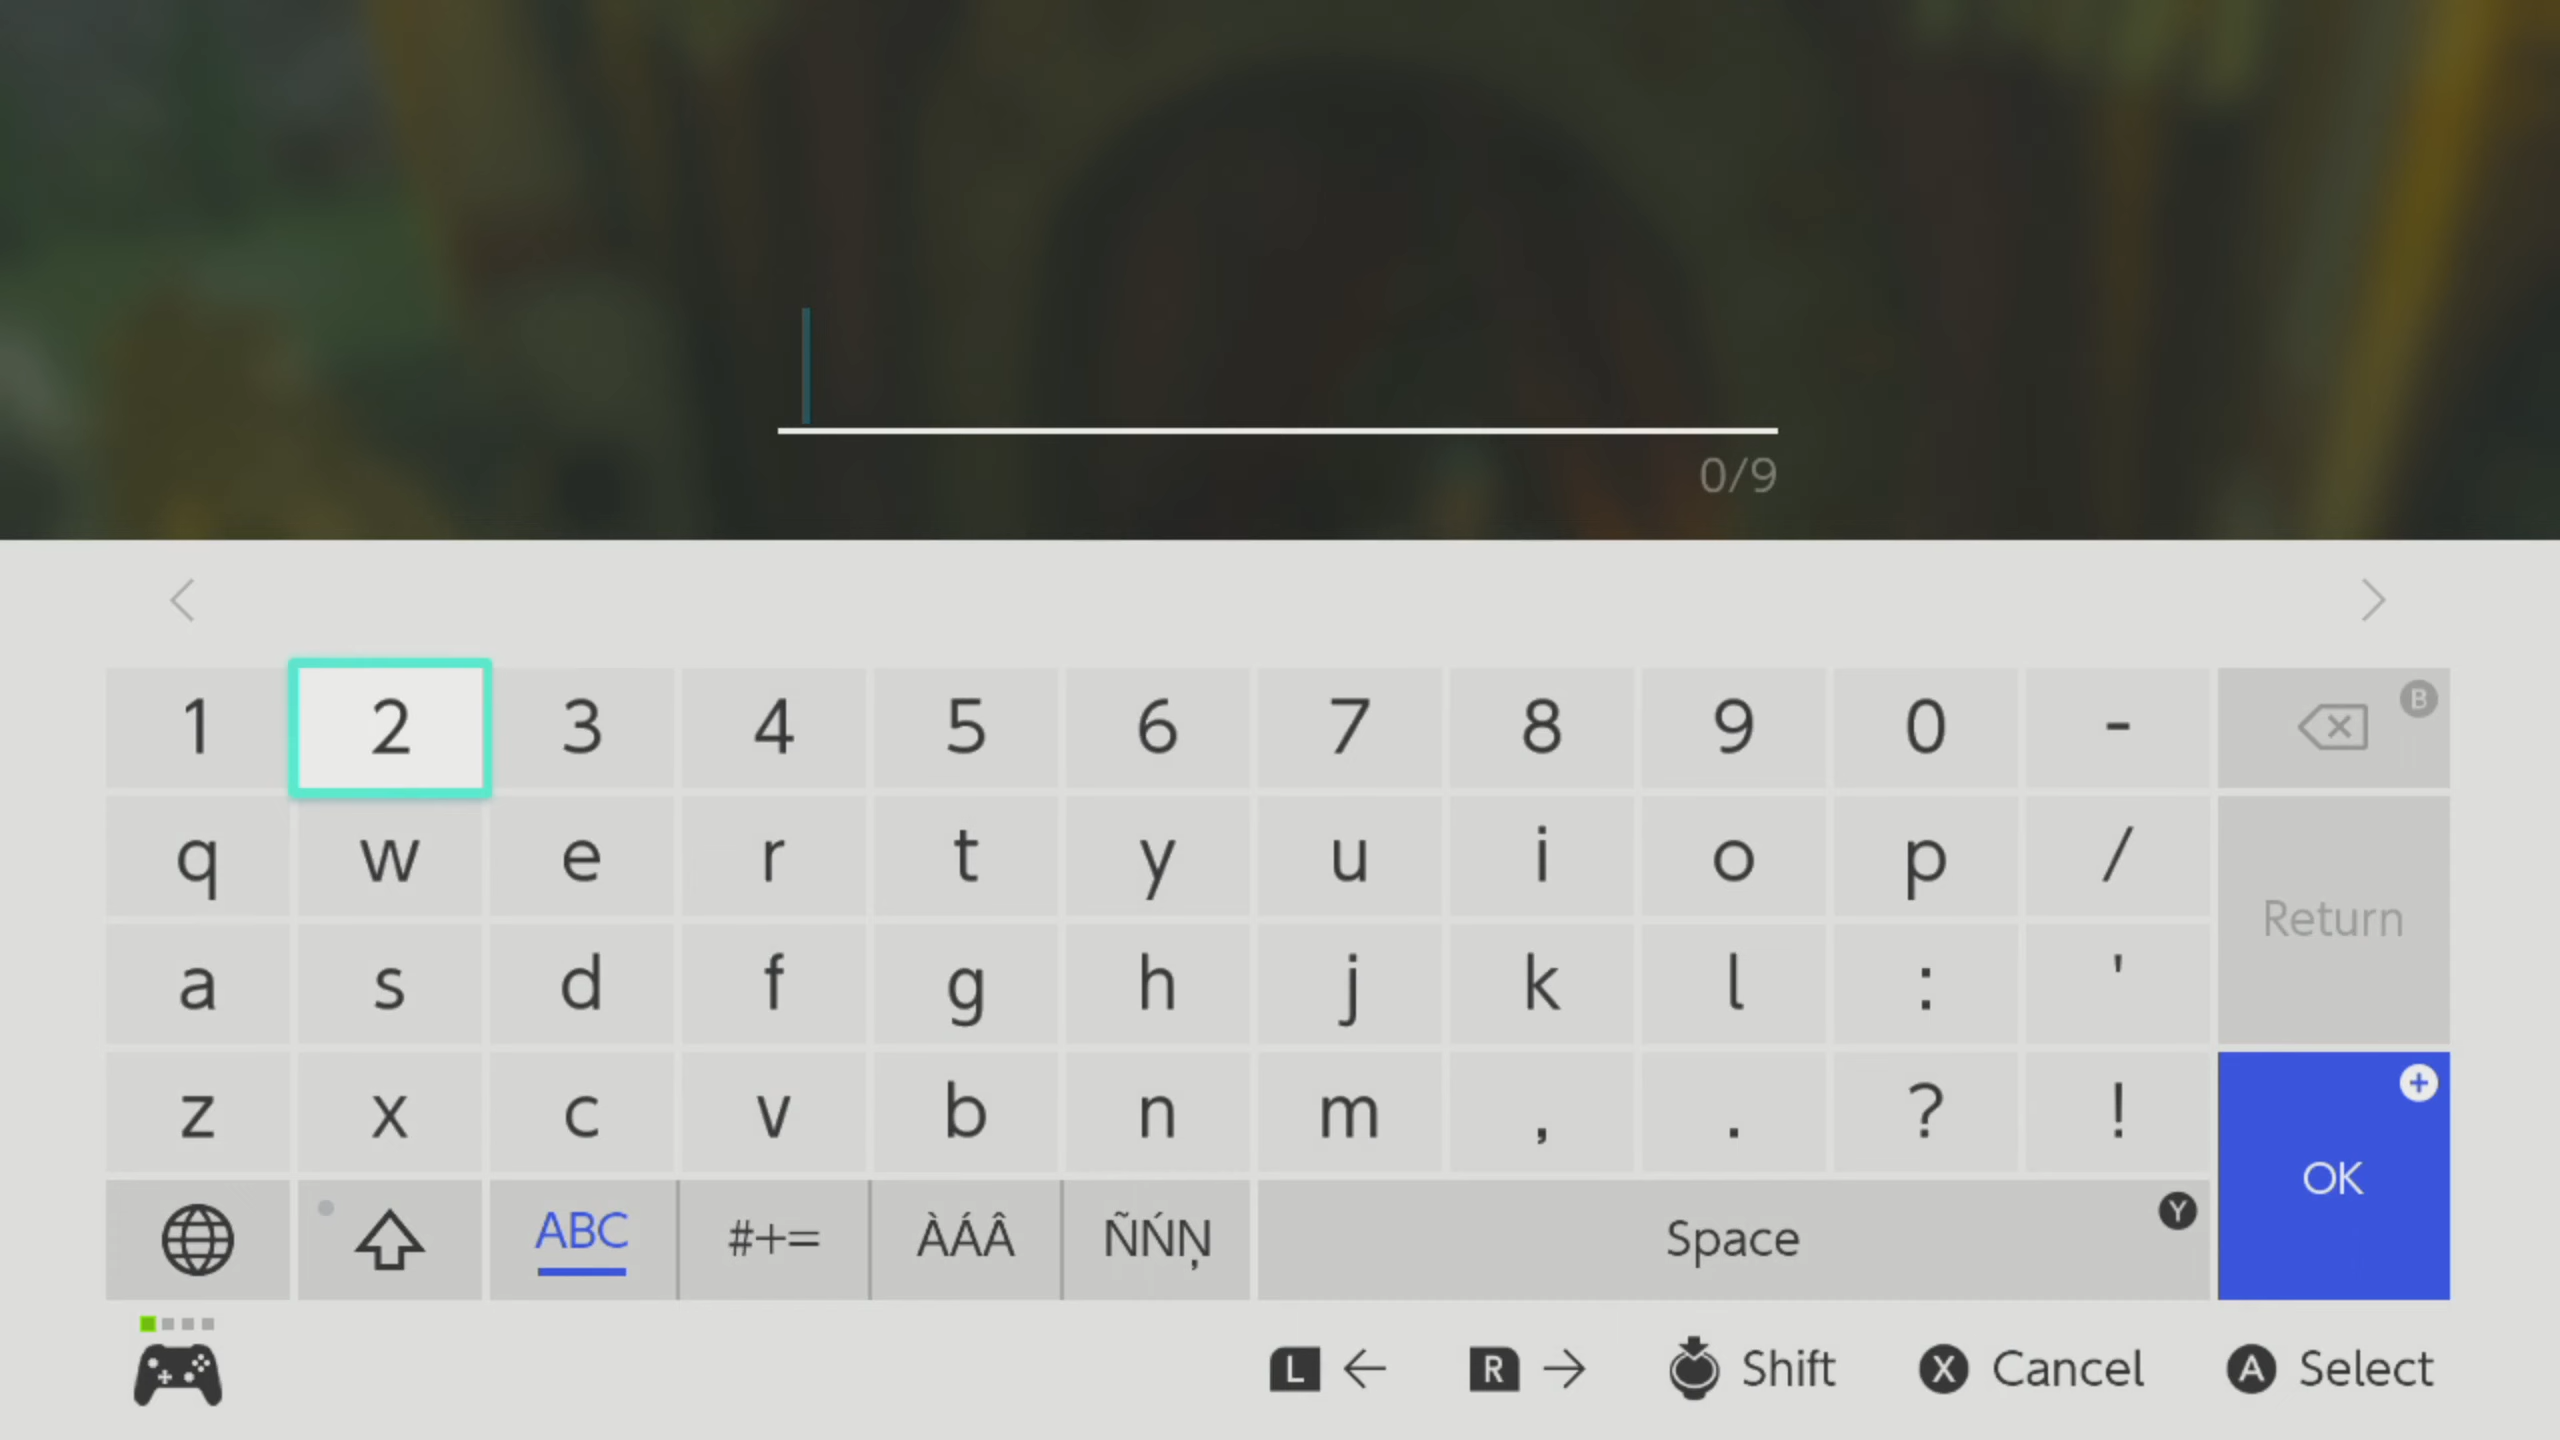 0/9
1 2 3 4 5 6 7 8 9 0 - B
q w e r t y u i o p /
Return
a s d f g h j k l : '
z x c v b n m , . ? ! +
OK
ABC #+= ÀÁÂ ÑŃŅ Space Y
L ← R → Shift X Cancel A Select